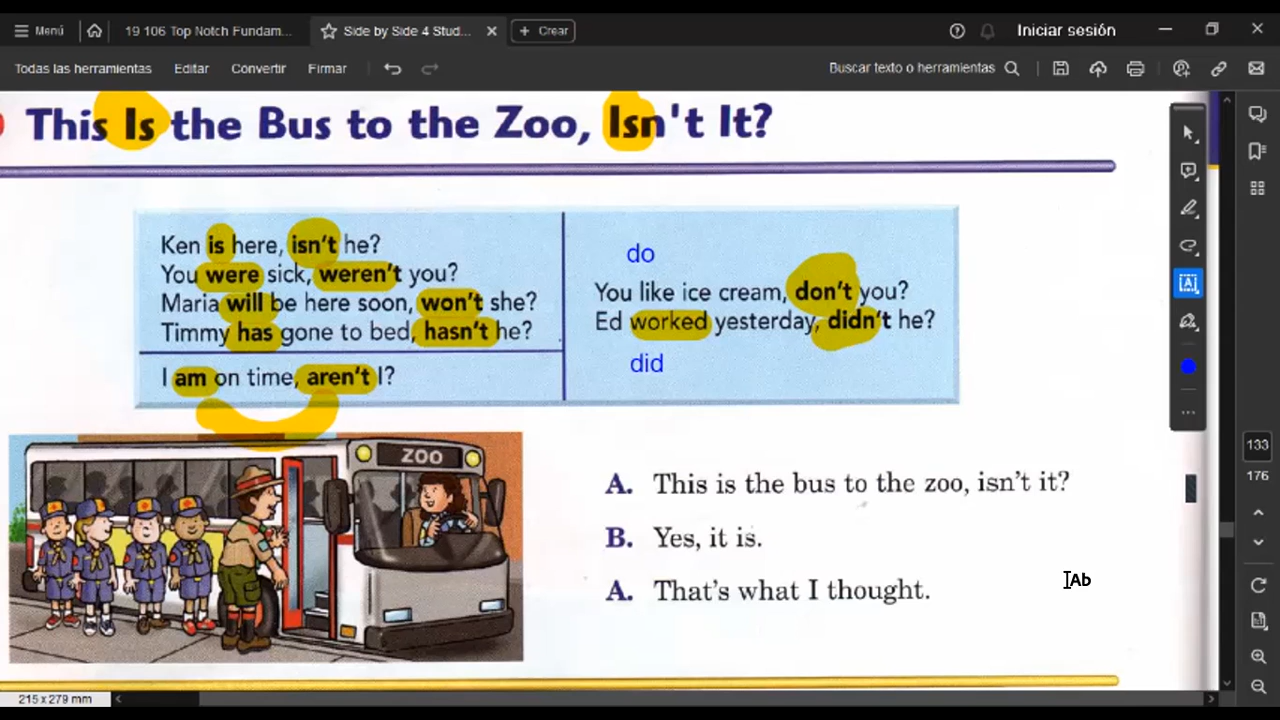 Menú
19 106 Top Notch Fundam...
Side by Side 4 Stud...
Crear
Iniciar sesión
Todas las herramientas
Editar
Convertir
Firmar
Buscar texto o herramientas
This Is the Bus to the Zoo, Isn't It?
Ken is here, isn't he?
You were sick, weren't you?
Maria will be here soon, won't she?
Timmy has gone to bed, hasn't he?
I am on time, aren't I?
do
You like ice cream, don't you?
Ed worked yesterday, didn't he?
did
ZOO
A. This is the bus to the zoo, isn't it?
B. Yes, it is.
A. That's what I thought.
Ab
133
176
215 x 279 mm